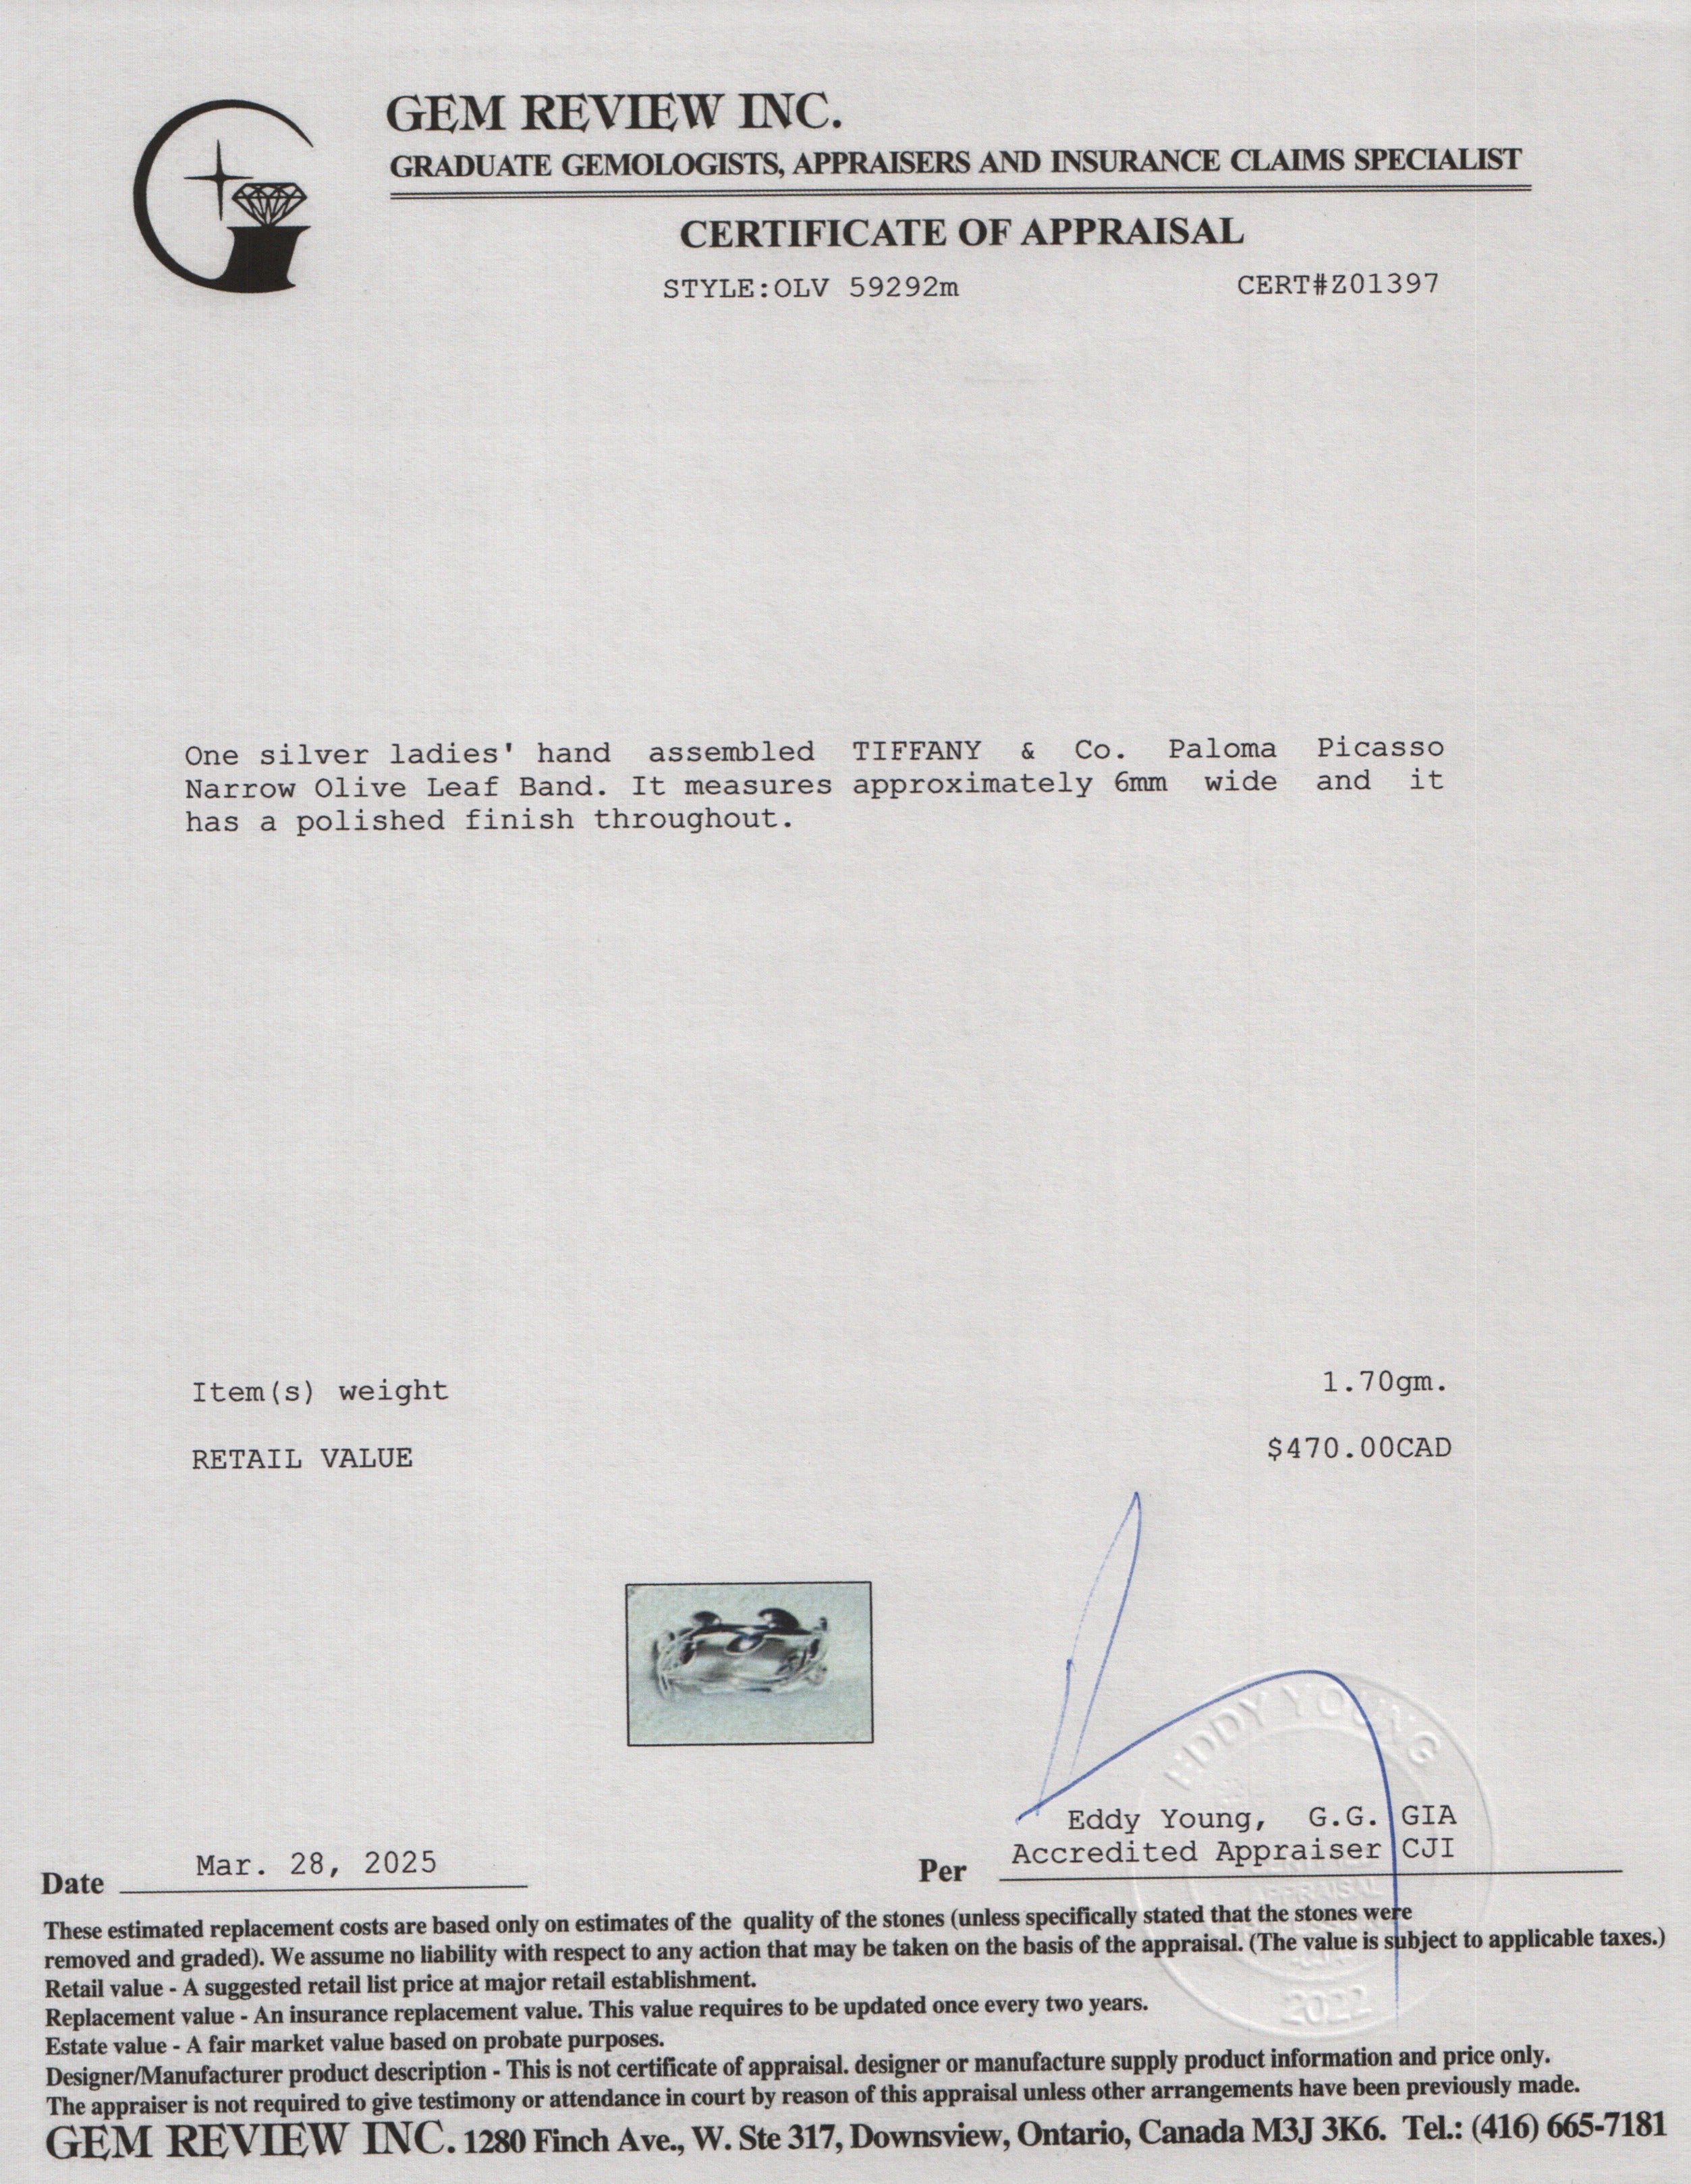 GEM REVIEW INC.
GRADUATE GEMOLOGISTS, APPRAISERS AND INSURANCE CLAIMS SPECIALIST
CERTIFICATE OF APPRAISAL
STYLE:OLV 59292m CERT#Z01397
One silver ladies' hand assembled TIFFANY & Co. Paloma Picasso
Narrow Olive Leaf Band. It measures approximately 6mm wide and it
has a polished finish throughout.
Item(s) weight 1.70gm.
RETAIL VALUE $470.00CAD
EDDY YOUNG
Eddy Young, G.G. GIA
Accredited Appraiser CJI
Date Mar. 28, 2025 Per
APPRAISAL
2022
These estimated replacement costs are based only on estimates of the quality of the stones (unless specifically stated that the stones were
removed and graded). We assume no liability with respect to any action that may be taken on the basis of the appraisal. (The value is subject to applicable taxes.)
Retail value - A suggested retail list price at major retail establishment.
Replacement value - An insurance replacement value. This value requires to be updated once every two years.
Estate value - A fair market value based on probate purposes.
Designer/Manufacturer product description - This is not certificate of appraisal. designer or manufacture supply product information and price only.
The appraiser is not required to give testimony or attendance in court by reason of this appraisal unless other arrangements have been previously made.
GEM REVIEW INC. 1280 Finch Ave., W. Ste 317, Downsview, Ontario, Canada M3J 3K6. Tel.: (416) 665-7181